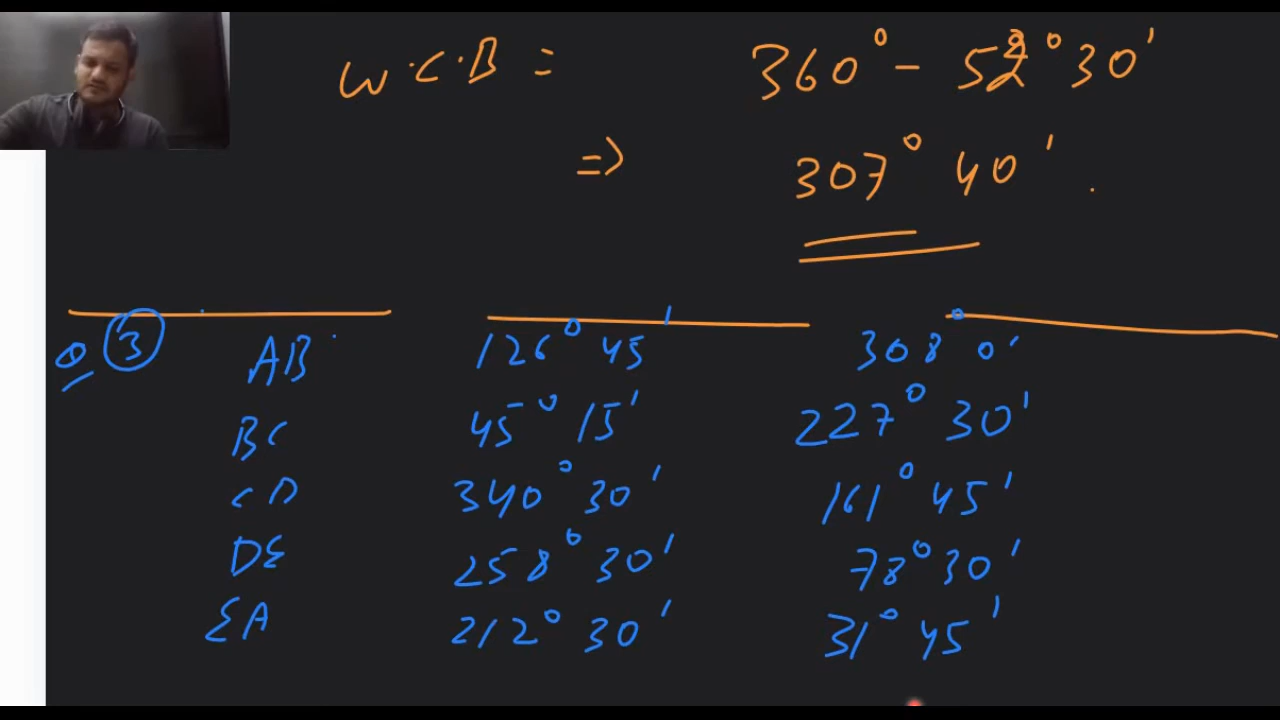 W.C.B = 360° - 52°30'
=> 307° 40'.
Q (3) AB 126° 45' 308° 0'
BC 45° 15' 227° 30'
CD 340° 30' 161° 45'
DE 258° 30' 78° 30'
EA 212° 30' 31° 45'